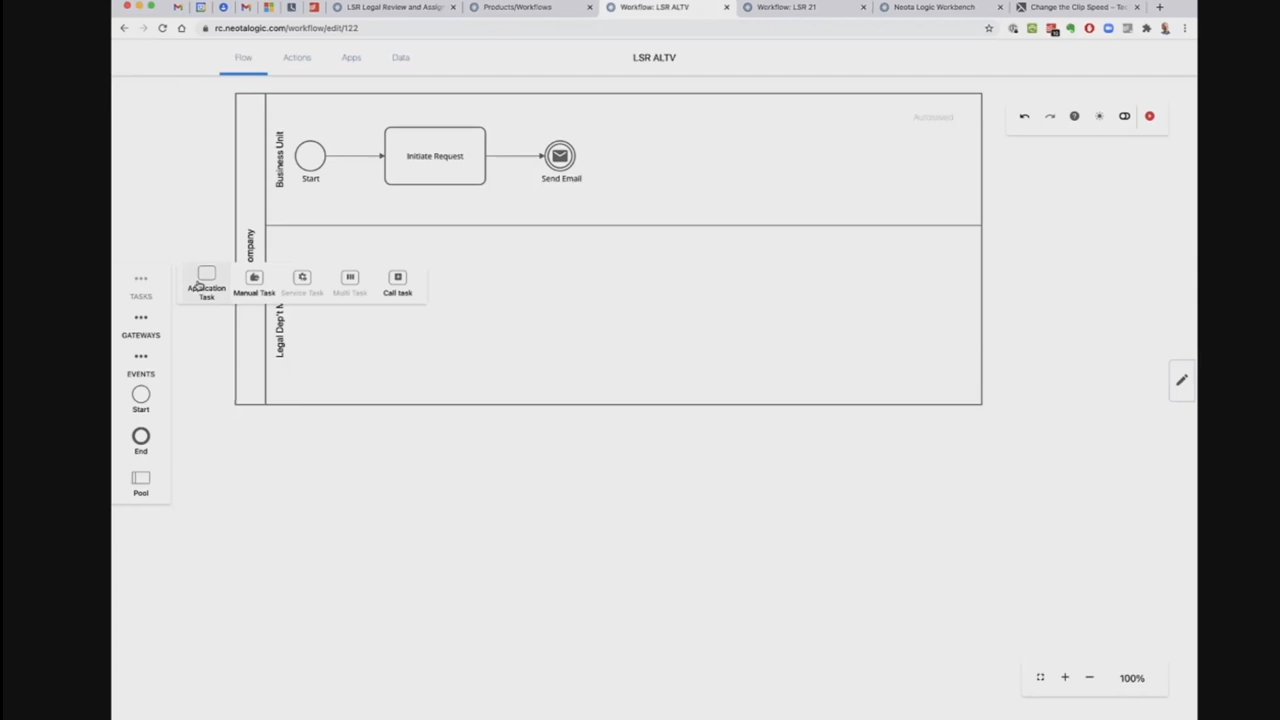 LSR Legal Review and Assig
Products/Workflows
Workflow: LSR ALTV
Workflow: LSR 21
Neota Logic Workbench
Change the Clip Speed – Tec
rc.neotalogic.com/workflow/edit/122
Flow
Actions
Apps
Data
LSR ALTV
Autosaved
Business Unit
Start
Initiate Request
Send Email
ompany
Legal Dep't M
TASKS
Application Task
Manual Task
Service Task
Multi Task
Call task
GATEWAYS
EVENTS
Start
End
Pool
100%